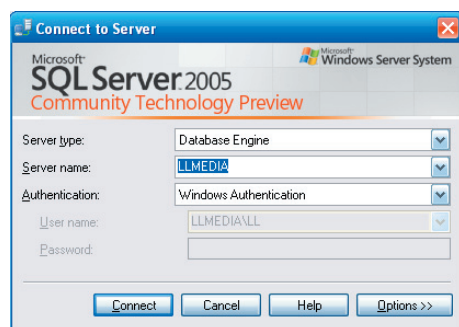 Connect to Server
Microsoft
SQL Server 2005
Community Technology Preview
Microsoft
Windows Server System
Server type: Database Engine
Server name: LLMEDIA
Authentication: Windows Authentication
User name: LLMEDIA\LL
Password:
Connect Cancel Help Options >>